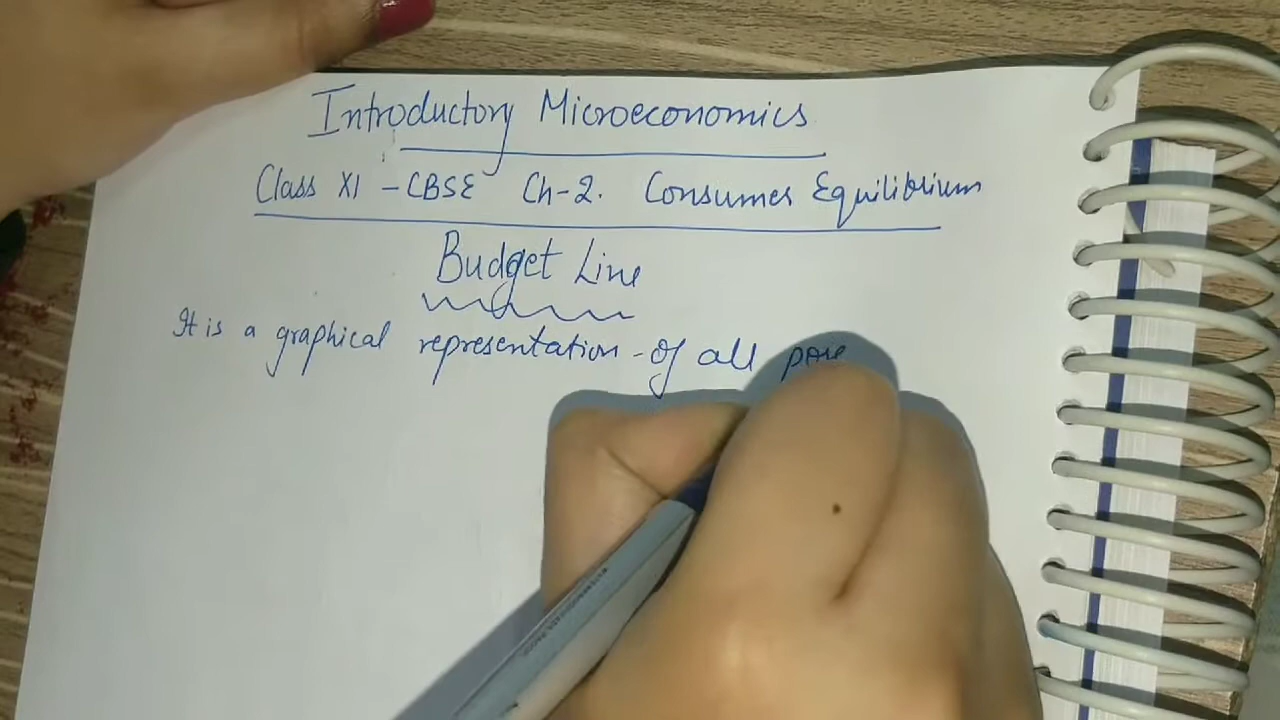 Introductory Microeconomics
Class XI - CBSE Ch-2. Consumer Equilibrium
Budget Line
It is a graphical representation of all